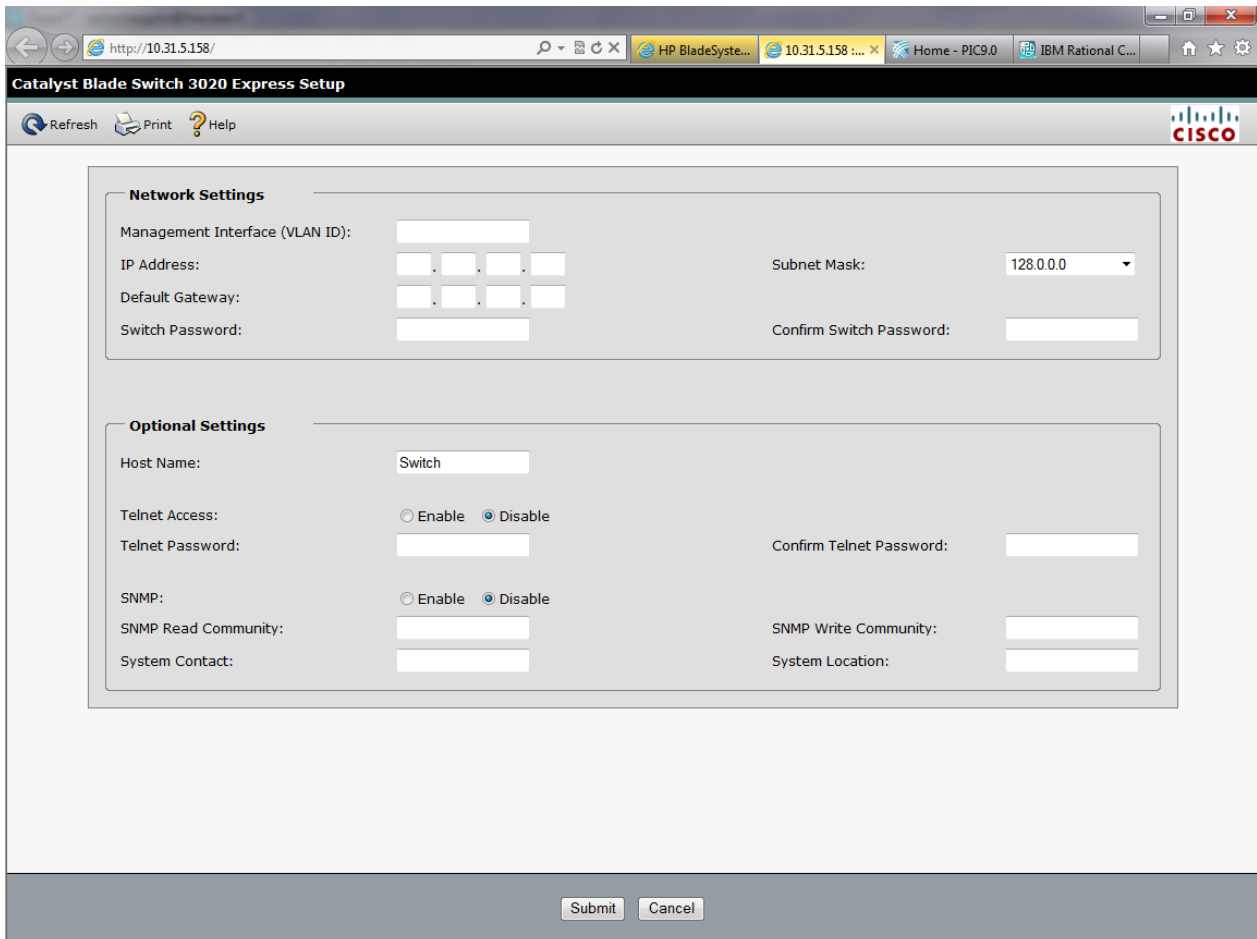 http://10.31.5.158/
HP BladeSyste...
10.31.5.158 :...
Home - PIC9.0
IBM Rational C...
Catalyst Blade Switch 3020 Express Setup
Refresh Print Help
CISCO
Network Settings
Management Interface (VLAN ID):
IP Address: . . . Subnet Mask: 128.0.0.0
Default Gateway: . . .
Switch Password: Confirm Switch Password:
Optional Settings
Host Name: Switch
Telnet Access: Enable Disable
Telnet Password: Confirm Telnet Password:
SNMP: Enable Disable
SNMP Read Community: SNMP Write Community:
System Contact: System Location:
Submit Cancel